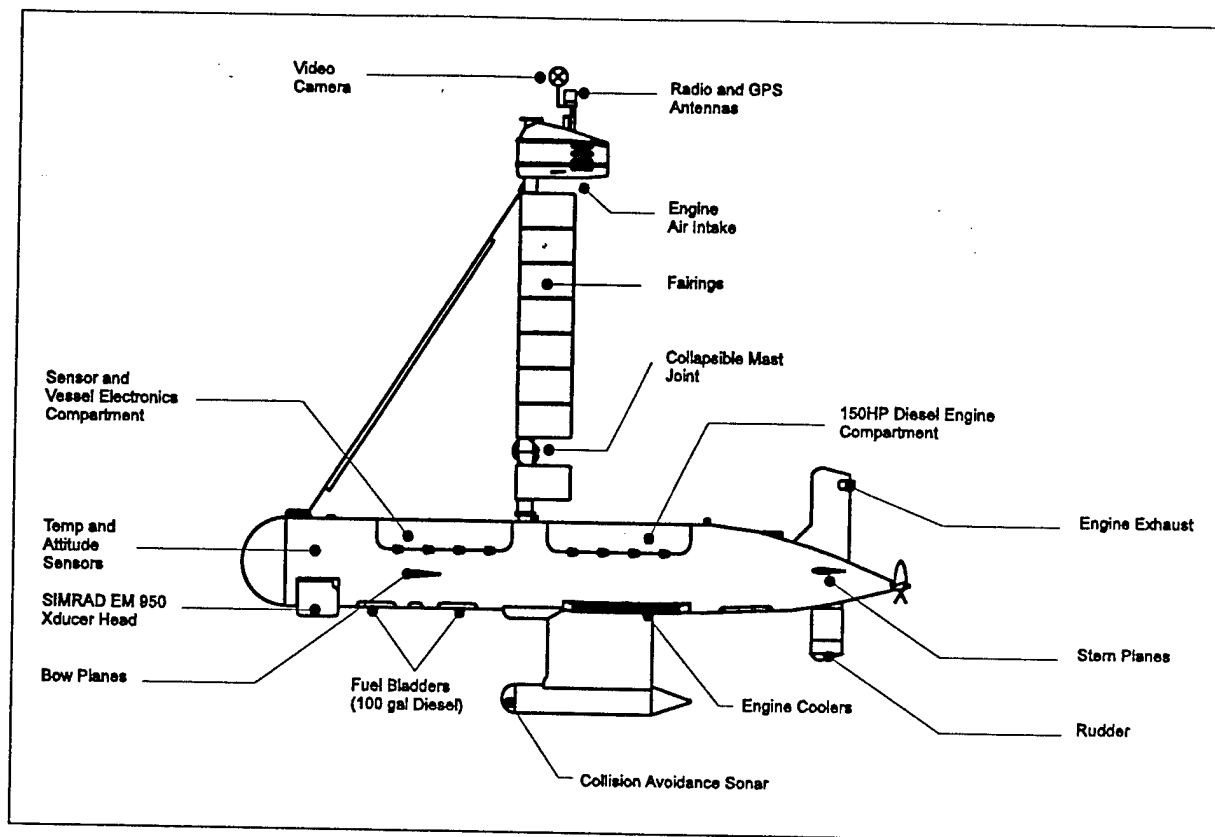 Video
Camera
Radio and GPS
Antennas
Engine
Air Intake
Fairings
Collapsible Mast
Joint
Sensor and
Vessel Electronics
Compartment
150HP Diesel Engine
Compartment
Engine Exhaust
Temp and
Attitude
Sensors
SIMRAD EM 950
Xducer Head
Bow Planes
Fuel Bladders
(100 gal Diesel)
Engine Coolers
Stern Planes
Rudder
Collision Avoidance Sonar